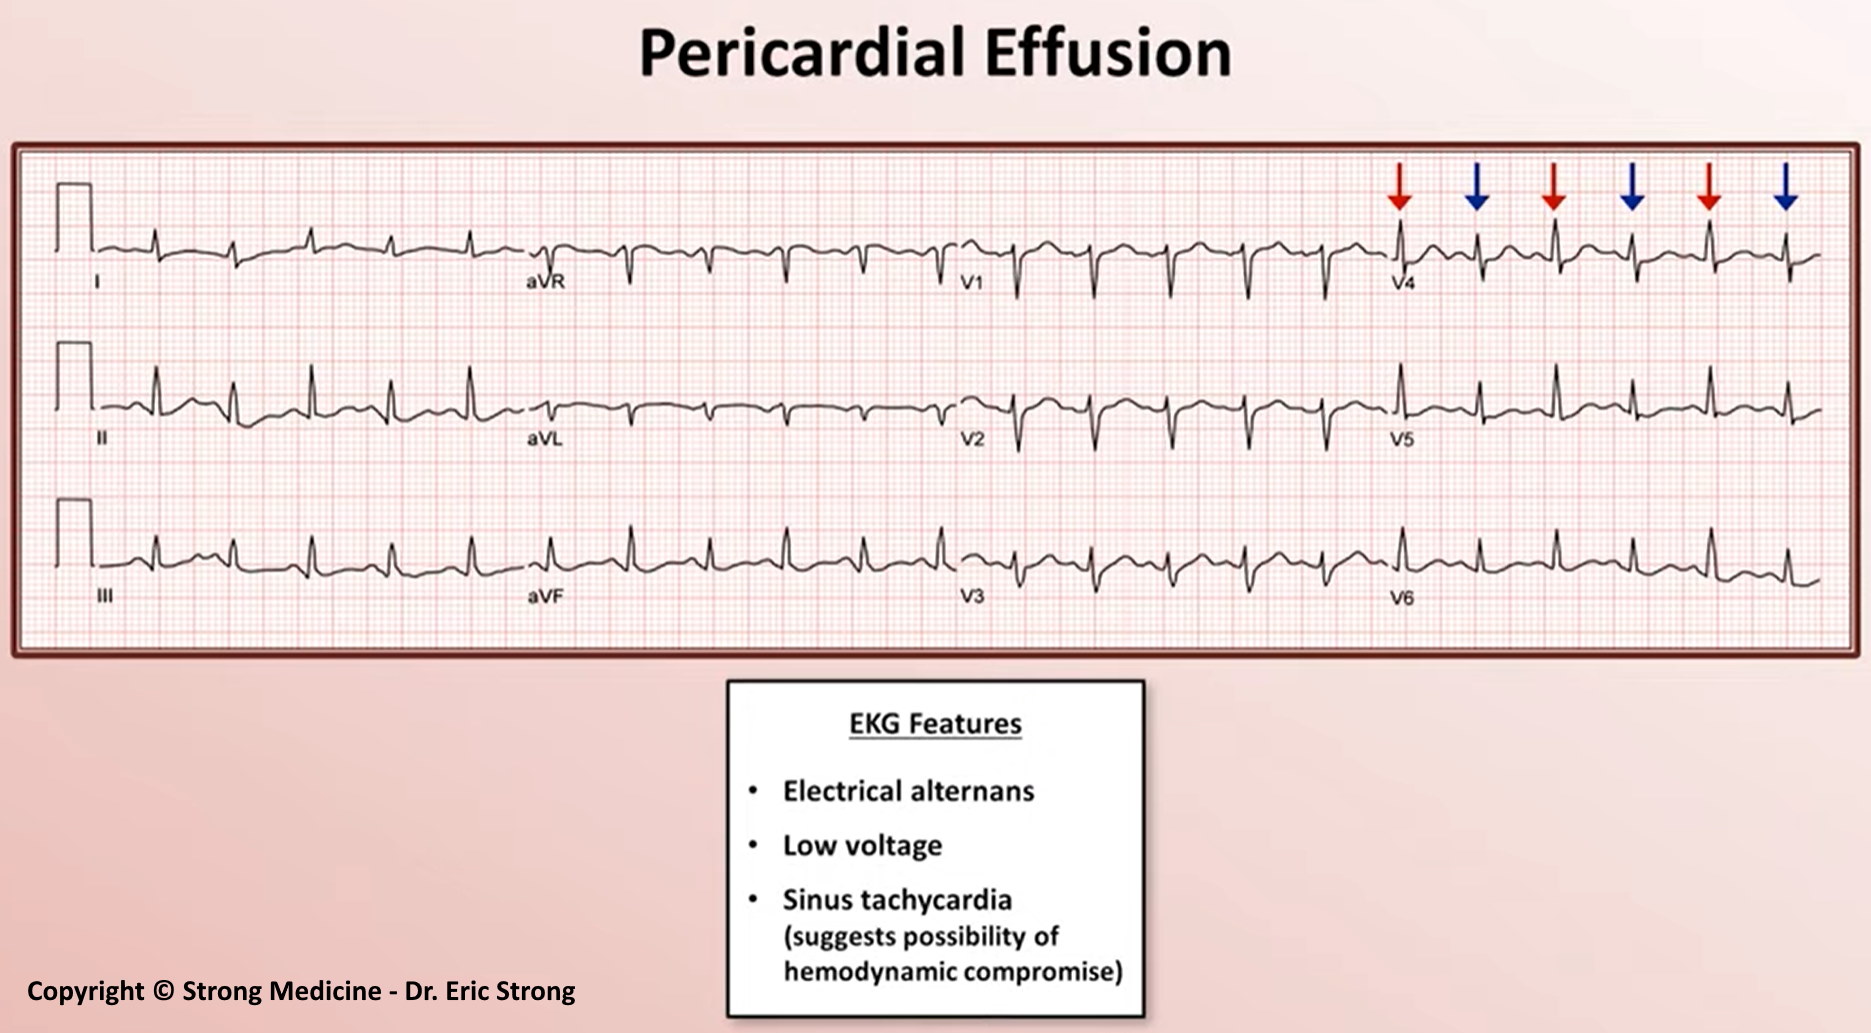 Pericardial Effusion
I
aVR
V1
V4
II
aVL
V2
V5
III
aVF
V3
V6
EKG Features
• Electrical alternans
• Low voltage
• Sinus tachycardia
(suggests possibility of
hemodynamic compromise)
Copyright © Strong Medicine - Dr. Eric Strong